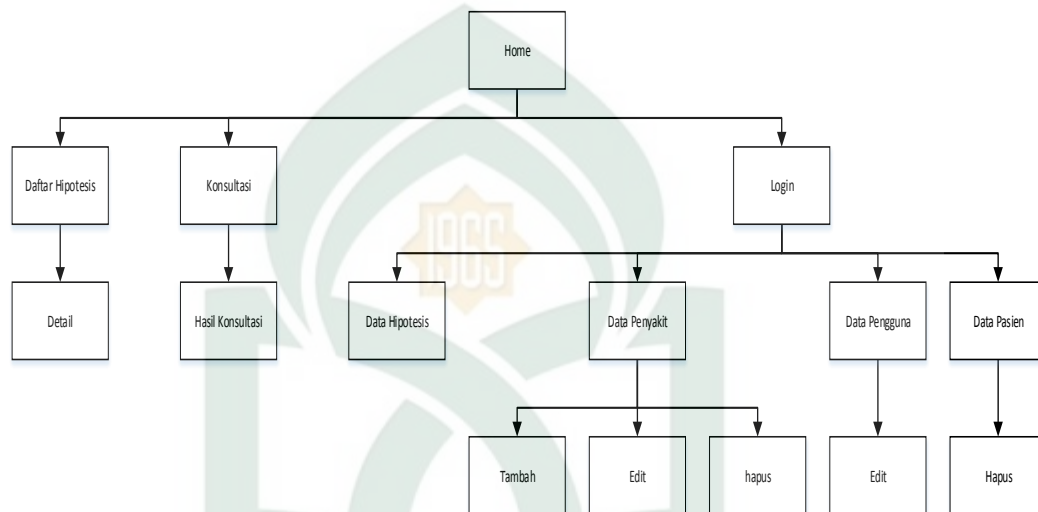 Home
Daftar Hipotesis
Konsultasi
Login
Detail
Hasil Konsultasi
Data Hipotesis
Data Penyakit
Data Pengguna
Data Pasien
Tambah
Edit
hapus
Edit
Hapus
1965